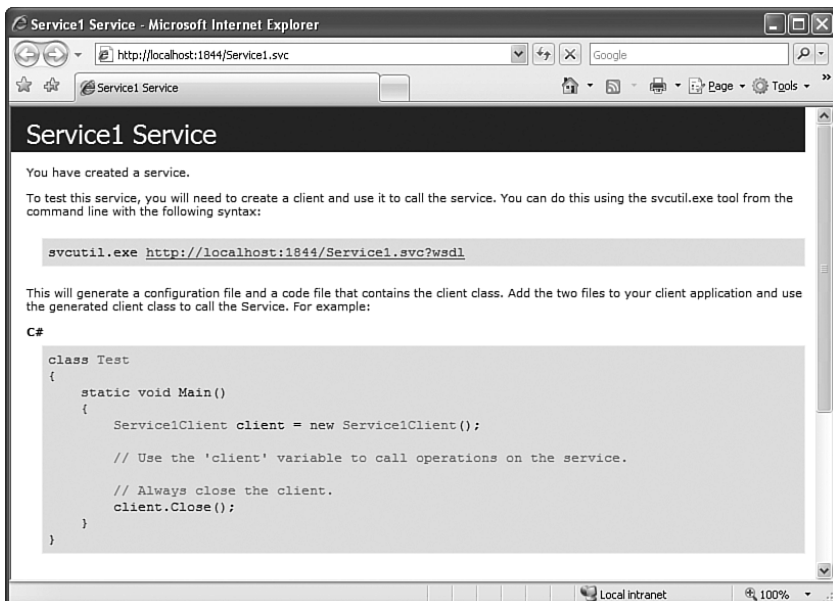 Service1 Service - Microsoft Internet Explorer
http://localhost:1844/Service1.svc
Google
Service1 Service
Page
Tools
»
Service1 Service
You have created a service.
To test this service, you will need to create a client and use it to call the service. You can do this using the svcutil.exe tool from the
command line with the following syntax:
svcutil.exe http://localhost:1844/Service1.svc?wsdl
This will generate a configuration file and a code file that contains the client class. Add the two files to your client application and use
the generated client class to call the Service. For example:
C#
class Test
{
    static void Main()
    {
        Service1Client client = new Service1Client();
        // Use the 'client' variable to call operations on the service.
        // Always close the client.
        client.Close();
    }
}
Local intranet
100%